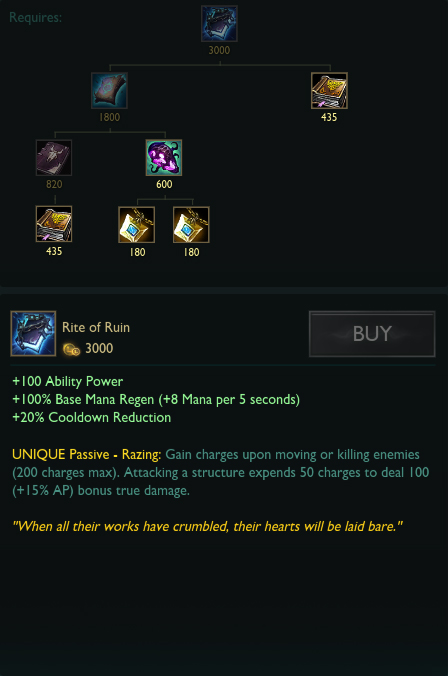 Requires:
3000
1800
435
820
600
435
180
180
Rite of Ruin
3000
BUY
+100 Ability Power
+100% Base Mana Regen (+8 Mana per 5 seconds)
+20% Cooldown Reduction
UNIQUE Passive - Razing: Gain charges upon moving or killing enemies
(200 charges max). Attacking a structure expends 50 charges to deal 100
(+15% AP) bonus true damage.
"When all their works have crumbled, their hearts will be laid bare."